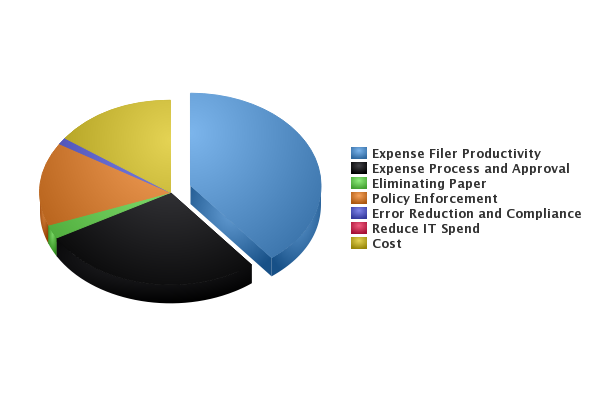 Expense Filer Productivity
Expense Process and Approval
Eliminating Paper
Policy Enforcement
Error Reduction and Compliance
Reduce IT Spend
Cost